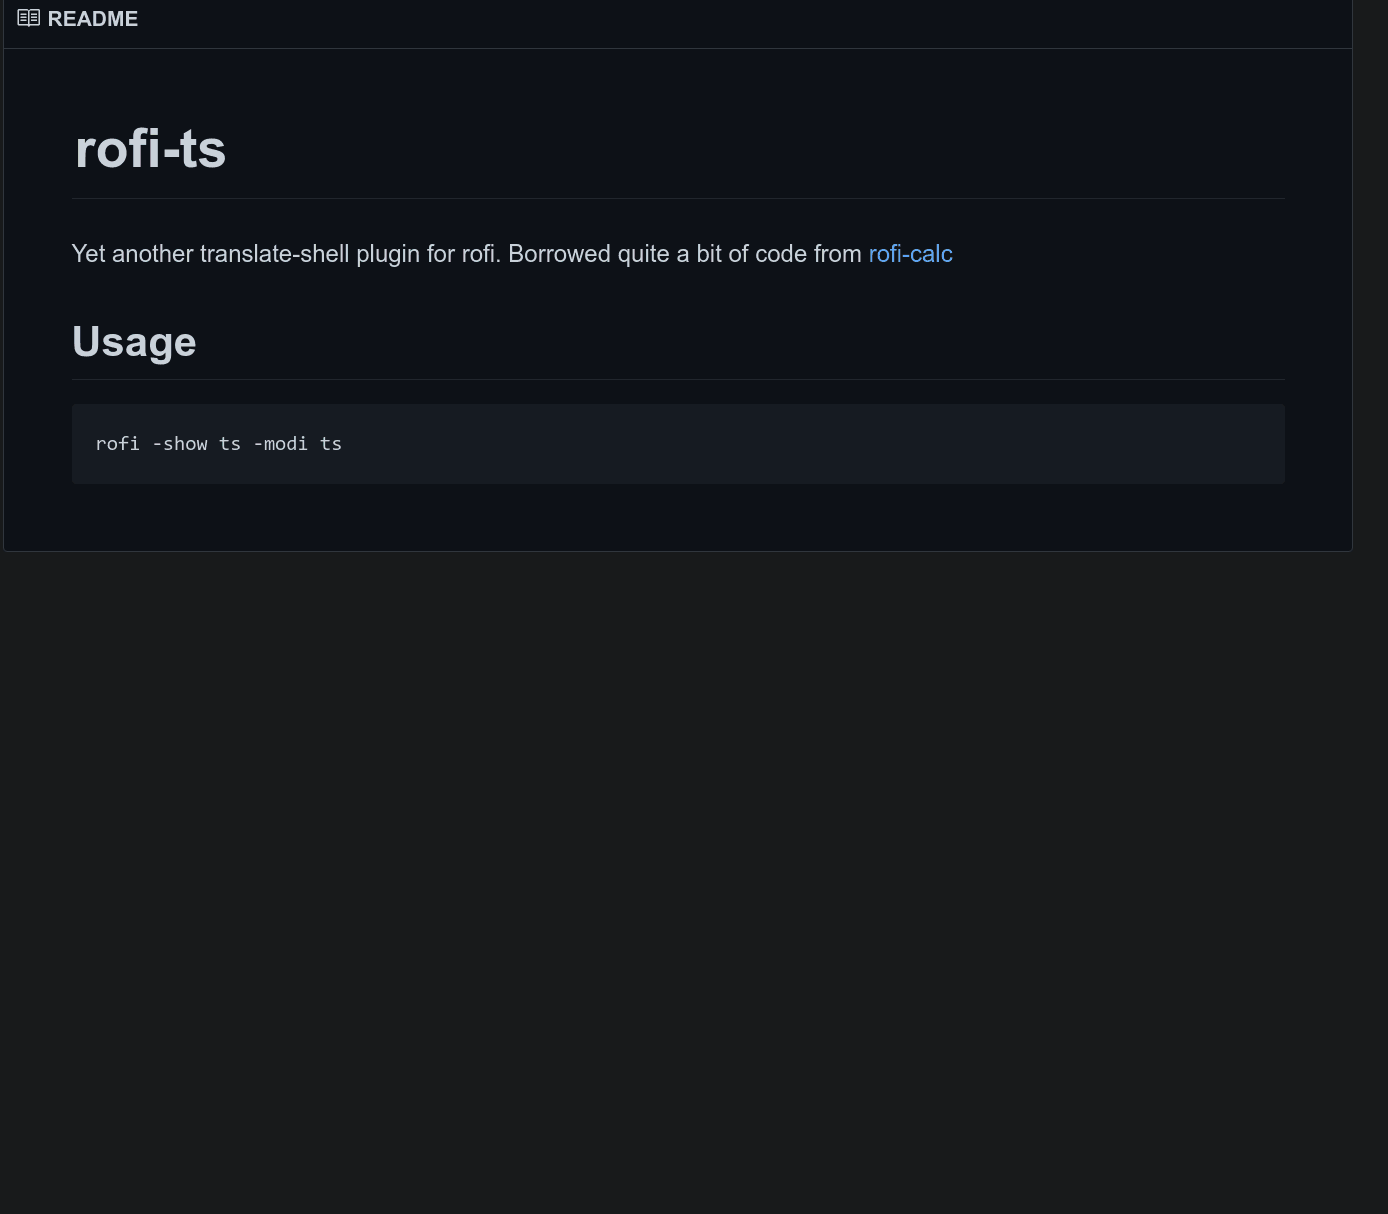 README
rofi-ts
Yet another translate-shell plugin for rofi. Borrowed quite a bit of code from rofi-calc
Usage
rofi -show ts -modi ts